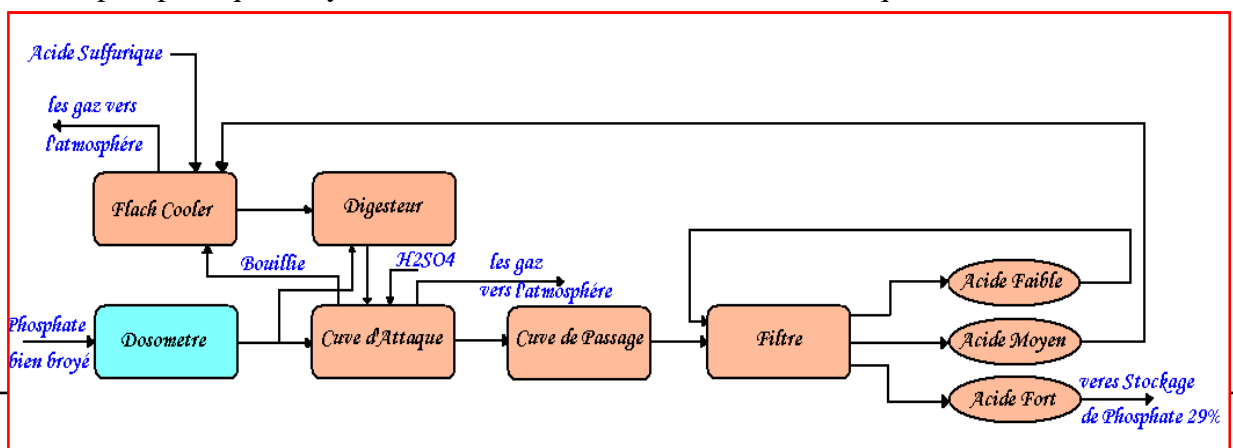 Acide Sulfurique
les gaz vers
l'atmosphére
Flach Cooler
Digesteur
Bouillie
H2SO4
les gaz
vers l'atmosphére
Phosphate
bien broyé
Dosometre
Cuve d'Attaque
Cuve de Passage
Filtre
Acide Faible
Acide Moyen
Acide Fort
veres Stockage
de Phosphate 29%